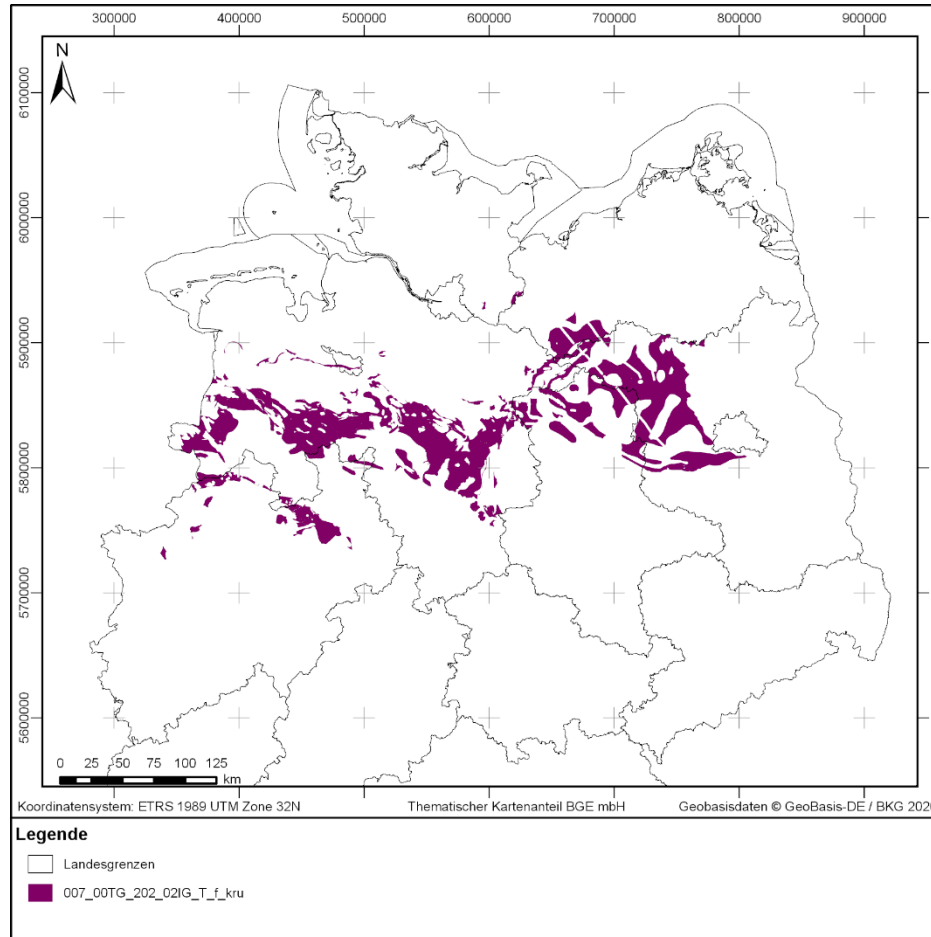 300000 400000 500000 600000 700000 800000 900000
N
6100000
6000000
5900000
5800000
5700000
5600000
0 25 50 75 100 125
km
Koordinatensystem: ETRS 1989 UTM Zone 32N Thematischer Kartenanteil BGE mbH Geobasisdaten © GeoBasis-DE / BKG 2020
Legende
Landesgrenzen
007_00TG_202_02IG_T_f_kru